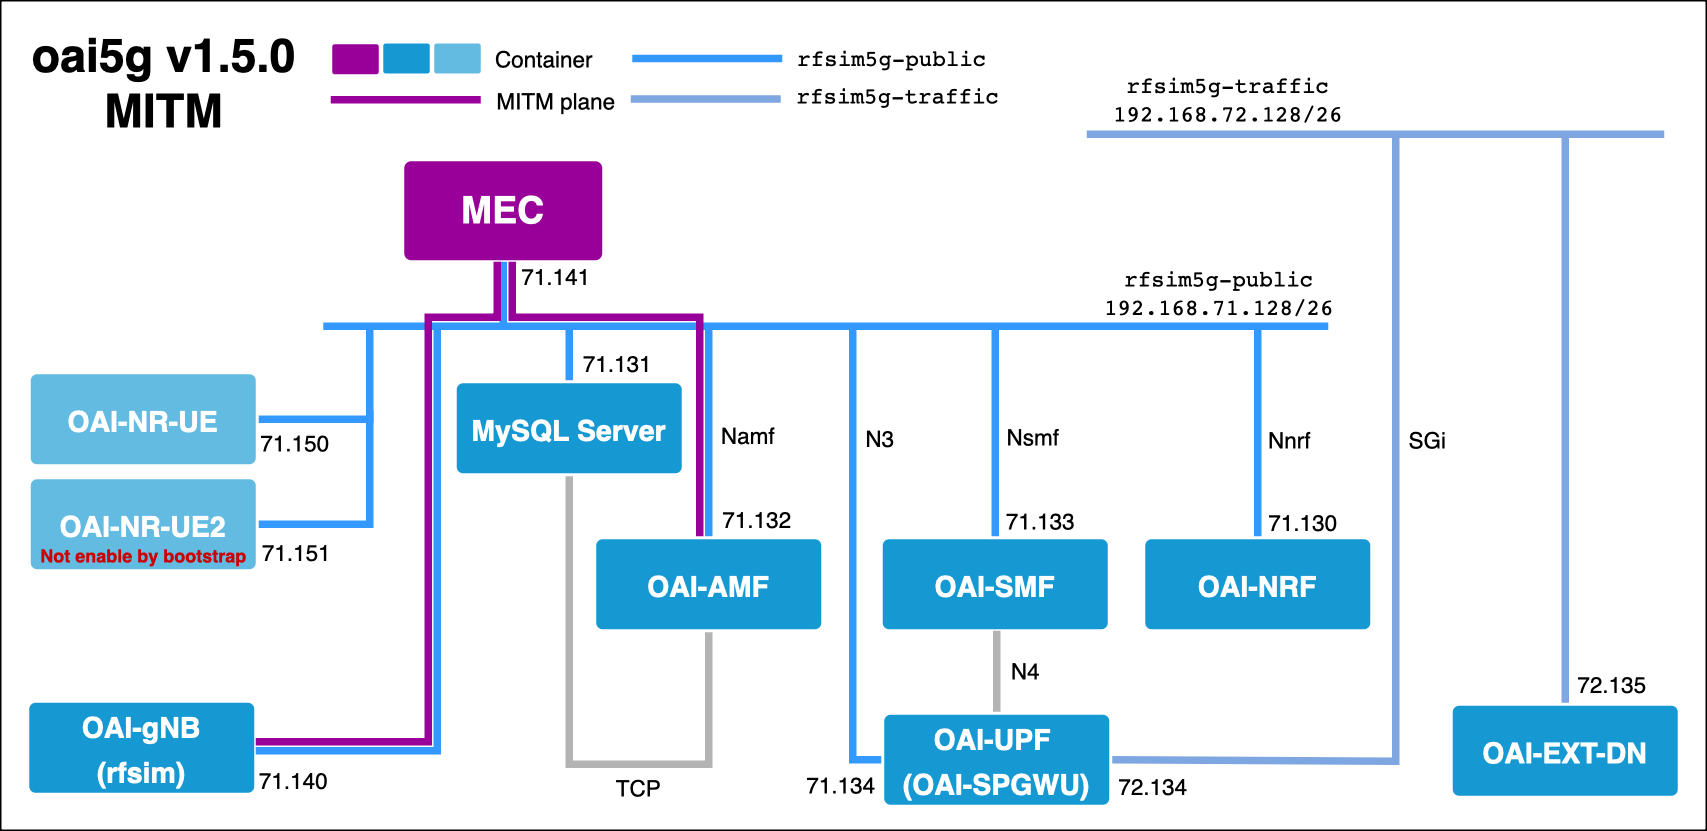 oai5g v1.5.0
MITM
Container
rfsim5g-public
MITM plane
rfsim5g-traffic
rfsim5g-traffic
192.168.72.128/26
MEC
71.141
rfsim5g-public
192.168.71.128/26
71.131
OAI-NR-UE
71.150
MySQL Server
Namf
N3
Nsmf
Nnrf
SGi
OAI-NR-UE2
Not enable by bootstrap
71.151
71.132
71.133
71.130
OAI-AMF
OAI-SMF
OAI-NRF
N4
72.135
OAI-gNB
(rfsim)
71.140
TCP
OAI-UPF
(OAI-SPGWU)
71.134
72.134
OAI-EXT-DN